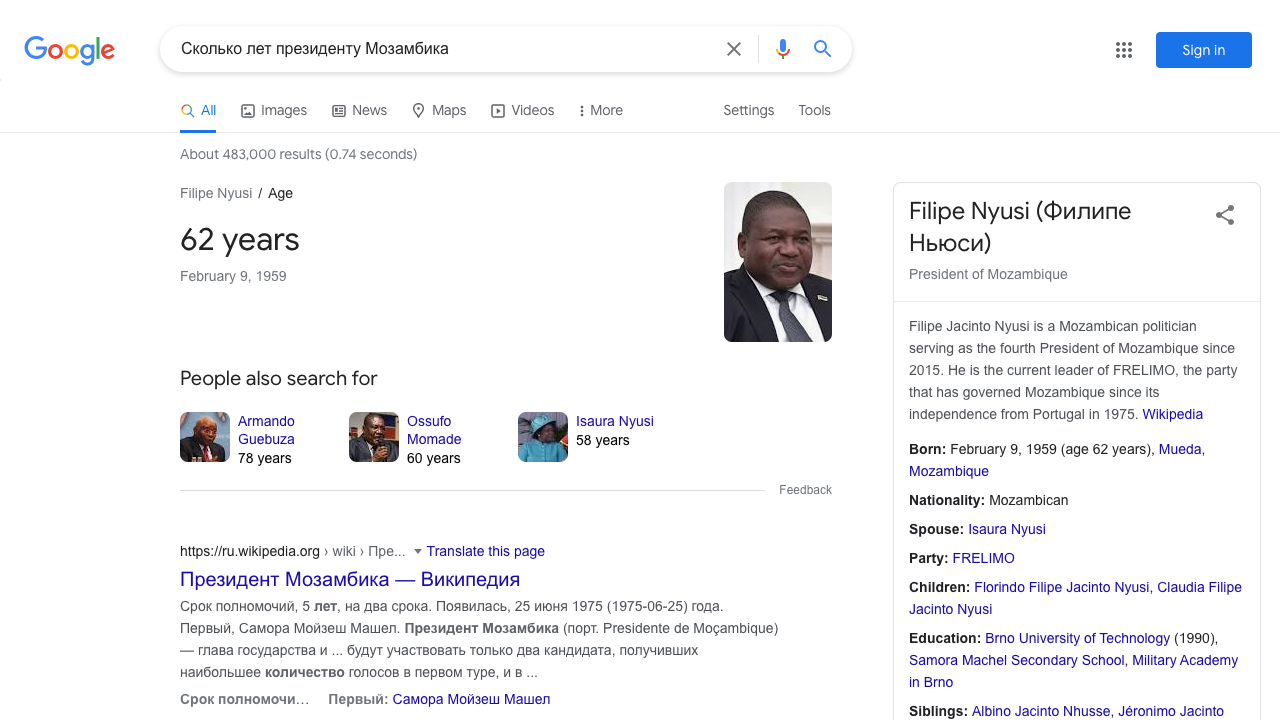 Google
Сколько лет президенту Мозамбика
Sign in
All
Images
News
Maps
Videos
More
Settings
Tools
About 483,000 results (0.74 seconds)
Filipe Nyusi / Age
62 years
February 9, 1959
People also search for
Armando
Guebuza
78 years
Ossufo
Momade
60 years
Isaura Nyusi
58 years
Feedback
https://ru.wikipedia.org › wiki › Пре... Translate this page
Президент Мозамбика — Википедия
Срок полномочий, 5 лет, на два срока. Появилась, 25 июня 1975 (1975-06-25) года.
Первый, Самора Мойзеш Машел. Президент Мозамбика (порт. Presidente de Moçambique)
— глава государства и ... будут участвовать только два кандидата, получивших
наибольшее количество голосов в первом туре, и в ...
Срок полномочи… Первый: Самора Мойзеш Машел
Filipe Nyusi (Филипе
Ньюси)
President of Mozambique
Filipe Jacinto Nyusi is a Mozambican politician
serving as the fourth President of Mozambique since
2015. He is the current leader of FRELIMO, the party
that has governed Mozambique since its
independence from Portugal in 1975. Wikipedia
Born: February 9, 1959 (age 62 years), Mueda,
Mozambique
Nationality: Mozambican
Spouse: Isaura Nyusi
Party: FRELIMO
Children: Florindo Filipe Jacinto Nyusi, Claudia Filipe
Jacinto Nyusi
Education: Brno University of Technology (1990),
Samora Machel Secondary School, Military Academy
in Brno
Siblings: Albino Jacinto Nhusse, Jéronimo Jacinto